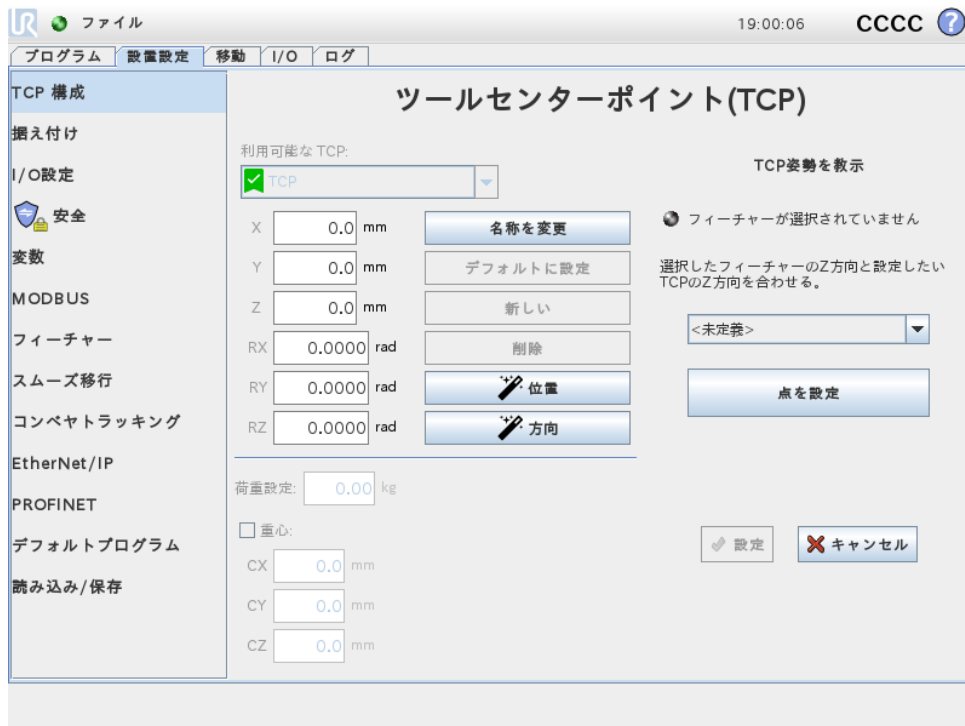 UR ファイル 19:00:06 CCCC ?
プログラム 設置設定 移動 I/O ログ
TCP 構成
据え付け
I/O設定
安全
変数
MODBUS
フィーチャー
スムーズ移行
コンベヤトラッキング
EtherNet/IP
PROFINET
デフォルトプログラム
読み込み/保存
ツールセンターポイント(TCP)
利用可能な TCP:
TCP
X 0.0 mm 名称を変更
Y 0.0 mm デフォルトに設定
Z 0.0 mm 新しい
RX 0.0000 rad 削除
RY 0.0000 rad 位置
RZ 0.0000 rad 方向
荷重設定: 0.00 kg
重心:
CX 0.0 mm
CY 0.0 mm
CZ 0.0 mm
TCP姿勢を教示
フィーチャーが選択されていません
選択したフィーチャーのZ方向と設定したい
TCPのZ方向を合わせる。
<未定義>
点を設定
設定 キャンセル